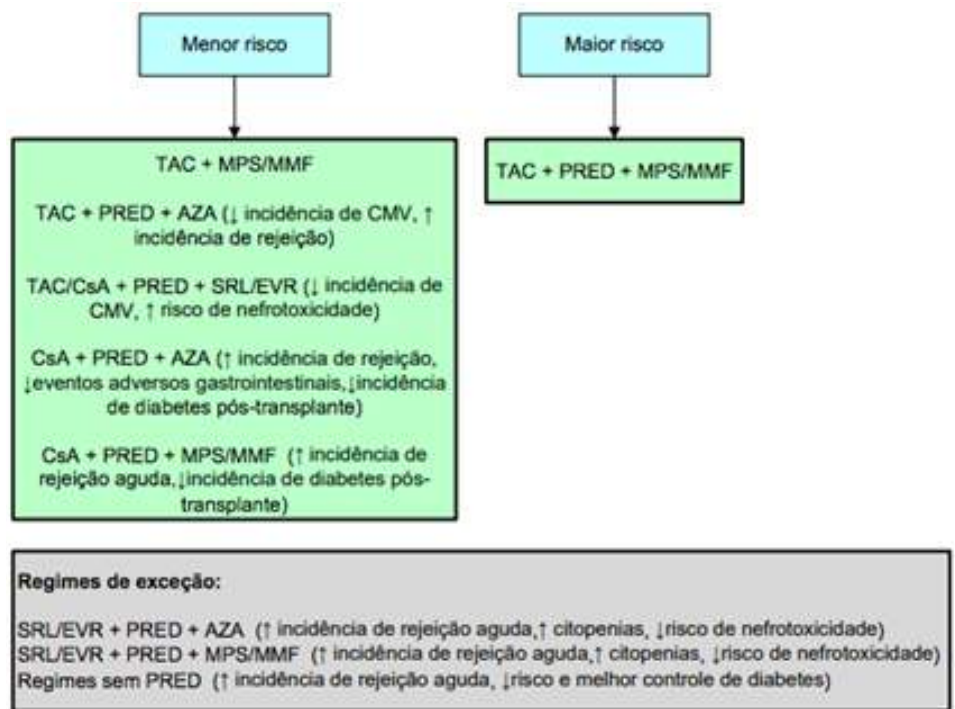 Menor risco
Maior risco
TAC + MPS/MMF
TAC + PRED + AZA (↓ incidência de CMV, ↑
incidência de rejeição)
TAC/CsA + PRED + SRL/EVR (↓ incidência de
CMV, ↑ risco de nefrotoxicidade)
CsA + PRED + AZA (↑ incidência de rejeição,
↓eventos adversos gastrointestinais,↓incidência
de diabetes pós-transplante)
CsA + PRED + MPS/MMF (↑ incidência de
rejeição aguda,↓incidência de diabetes pós-
transplante)
TAC + PRED + MPS/MMF
Regimes de exceção:
SRL/EVR + PRED + AZA (↑ incidência de rejeição aguda,↑ citopenias, ↓risco de nefrotoxicidade)
SRL/EVR + PRED + MPS/MMF (↑ incidência de rejeição aguda,↑ citopenias, ↓risco de nefrotoxicidade)
Regimes sem PRED (↑ incidência de rejeição aguda, ↓risco e melhor controle de diabetes)